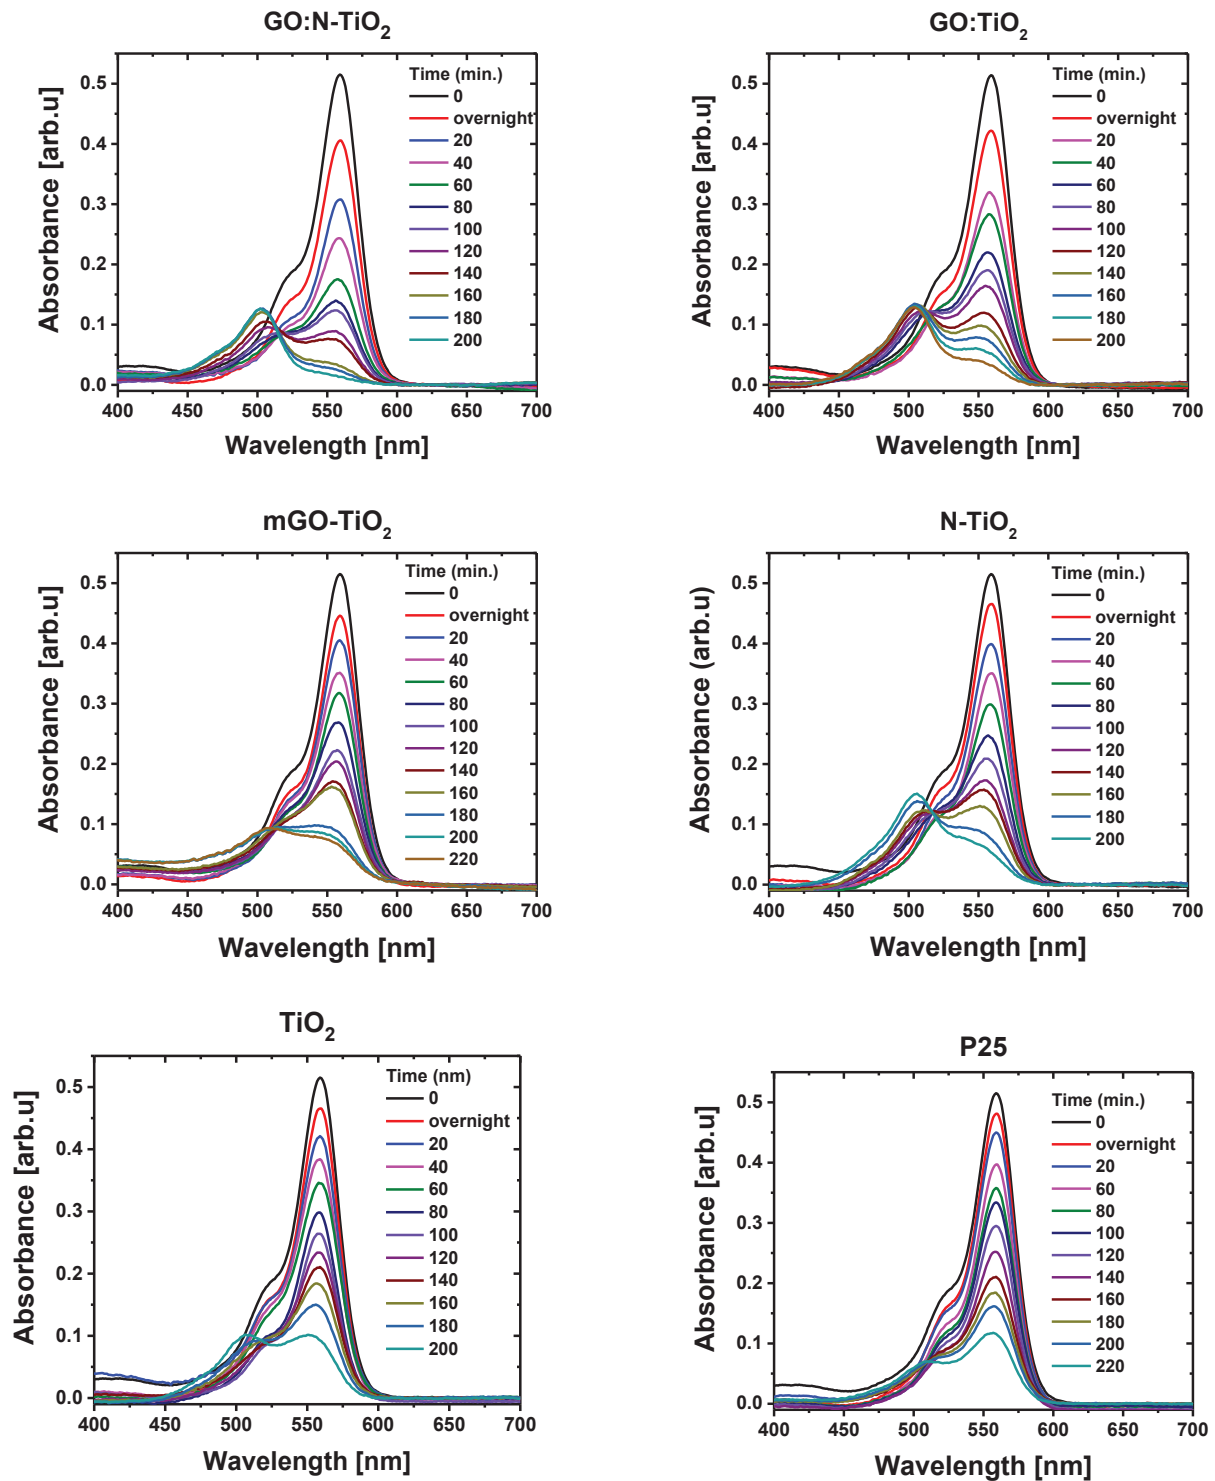 GO:N-TiO₂
Absorbance [arb.u]
0.5
0.4
0.3
0.2
0.1
0.0
400 450 500 550 600 650 700
Wavelength [nm]
Time (min.)
0
overnight
20
40
60
80
100
120
140
160
180
200
GO:TiO₂
Absorbance [arb.u]
0.5
0.4
0.3
0.2
0.1
0.0
400 450 500 550 600 650 700
Wavelength [nm]
Time (min.)
0
overnight
20
40
60
80
100
120
140
160
180
200
mGO-TiO₂
Absorbance [arb.u]
0.5
0.4
0.3
0.2
0.1
0.0
400 450 500 550 600 650 700
Wavelength [nm]
Time (min.)
0
overnight
20
40
60
80
100
120
140
160
180
200
220
N-TiO₂
Absorbance (arb.u)
0.5
0.4
0.3
0.2
0.1
0.0
400 450 500 550 600 650 700
Wavelength [nm]
Time (min.)
0
overnight
20
40
60
80
100
120
140
160
180
200
TiO₂
Absorbance [arb.u]
0.5
0.4
0.3
0.2
0.1
0.0
400 450 500 550 600 650 700
Wavelength [nm]
Time (nm)
0
overnight
20
40
60
80
100
120
140
160
180
200
P25
Absorbance [arb.u]
0.5
0.4
0.3
0.2
0.1
0.0
400 450 500 550 600 650 700
Wavelength [nm]
Time (min.)
0
overnight
20
60
80
100
120
140
160
180
200
220